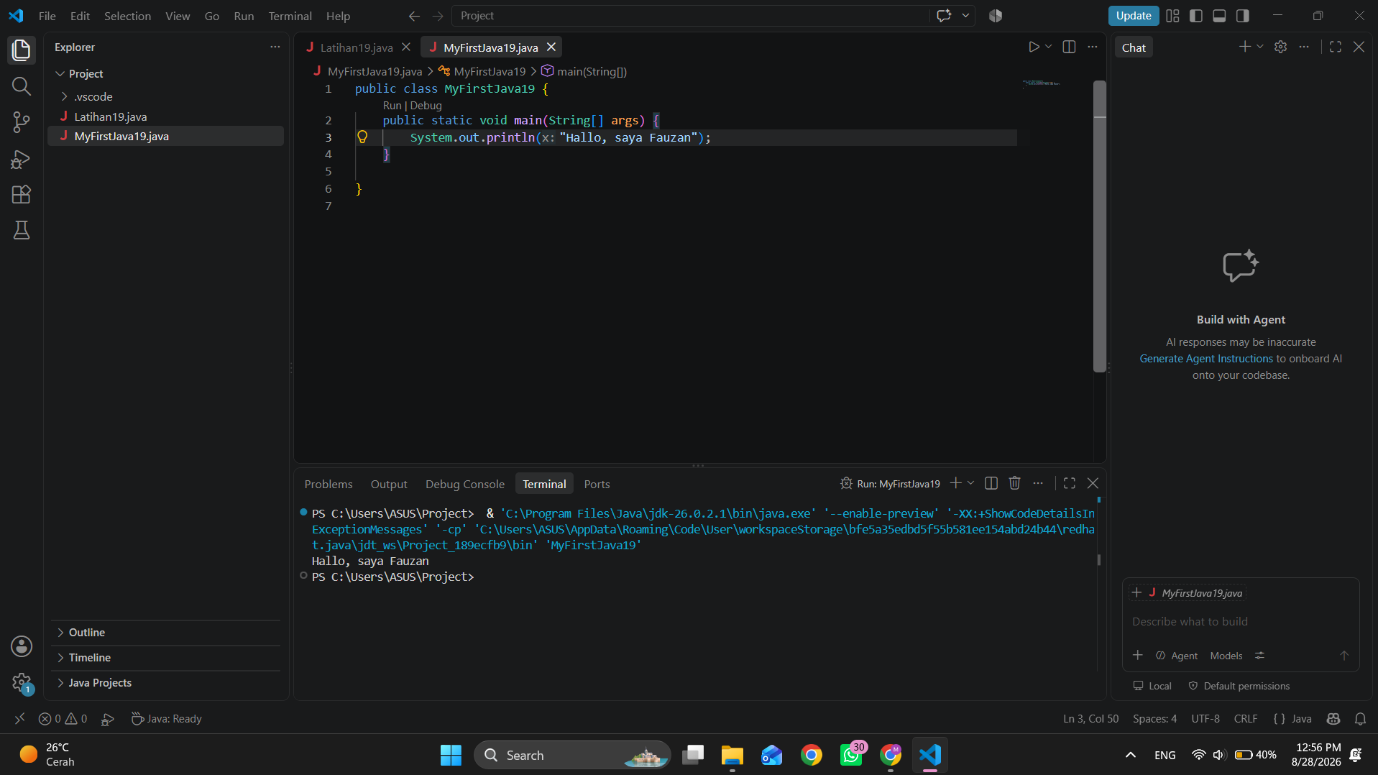 File Edit Selection View Go Run Terminal Help
Project
Update
Explorer
Project
.vscode
Latihan19.java
MyFirstJava19.java
Outline
Timeline
Java Projects
Latihan19.java
MyFirstJava19.java
MyFirstJava19.java > MyFirstJava19 > main(String[])
1 public class MyFirstJava19 {
Run | Debug
2 public static void main(String[] args) {
3 System.out.println(x: "Hallo, saya Fauzan");
4 }
5
6 }
7
Problems Output Debug Console Terminal Ports
Run: MyFirstJava19
PS C:\Users\ASUS\Project> & 'C:\Program Files\Java\jdk-26.0.2.1\bin\java.exe' '--enable-preview' '-XX:+ShowCodeDetailsIn
ExceptionMessages' '-cp' 'C:\Users\ASUS\AppData\Roaming\Code\User\workspaceStorage\bfe5a35edbd5f55b581ee154abd24b44\redha
t.java\jdt_ws\Project_189ecfb9\bin' 'MyFirstJava19'
Hallo, saya Fauzan
PS C:\Users\ASUS\Project>
Chat
Build with Agent
AI responses may be inaccurate
Generate Agent Instructions to onboard AI
onto your codebase.
MyFirstJava19.java
Describe what to build
Agent Models
Local Default permissions
1
0 0 Java: Ready
Ln 3, Col 50 Spaces: 4 UTF-8 CRLF { } Java
26°C
Cerah
Search
30
M
ENG
40%
12:56 PM
8/28/2026